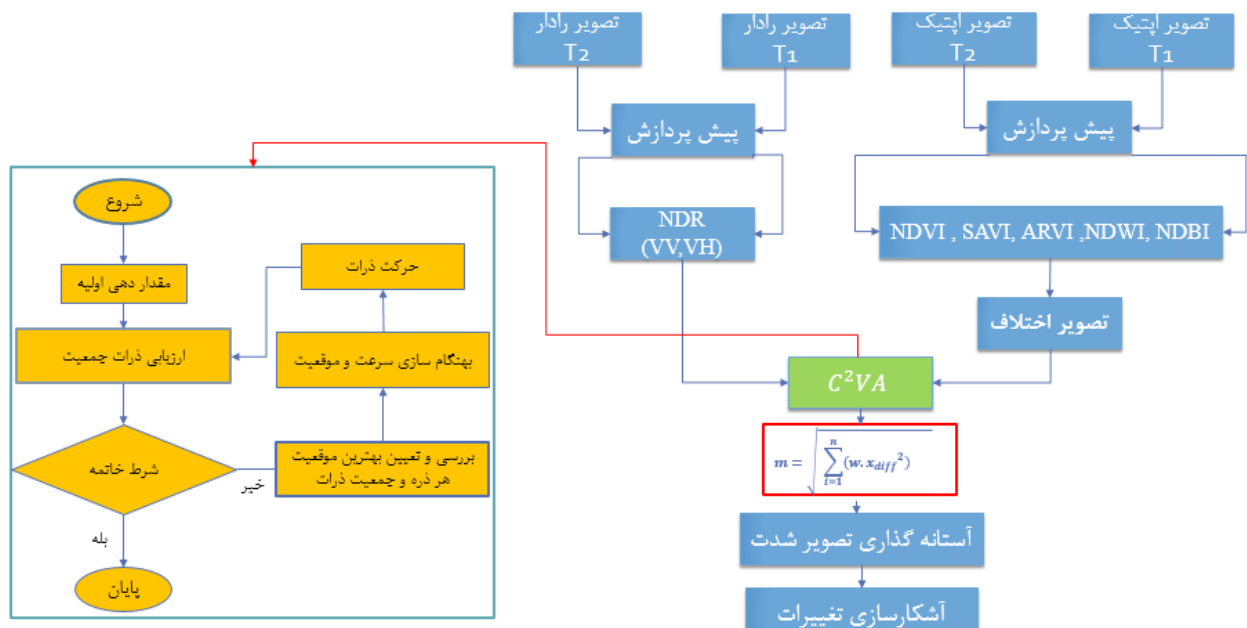 تصویر اپتیک
T1
تصویر اپتیک
T2
تصویر رادار
T1
تصویر رادار
T2
پیش پردازش
پیش پردازش
NDVI , SAVI, ARVI ,NDWI, NDBI
NDR
(VV,VH)
تصویر اختلاف
C²VA
m = √∑ⁿᵢ₌₁(w. x_diff²)
آستانه گذاری تصویر شدت
آشکارسازی تغییرات
شروع
مقدار دهی اولیه
ارزیابی ذرات جمعیت
شرط خاتمه
خیر
بله
پایان
بررسی و تعیین بهترین موقعیت
هر ذره و جمعیت ذرات
بهنگام سازی سرعت و موقعیت
حرکت ذرات